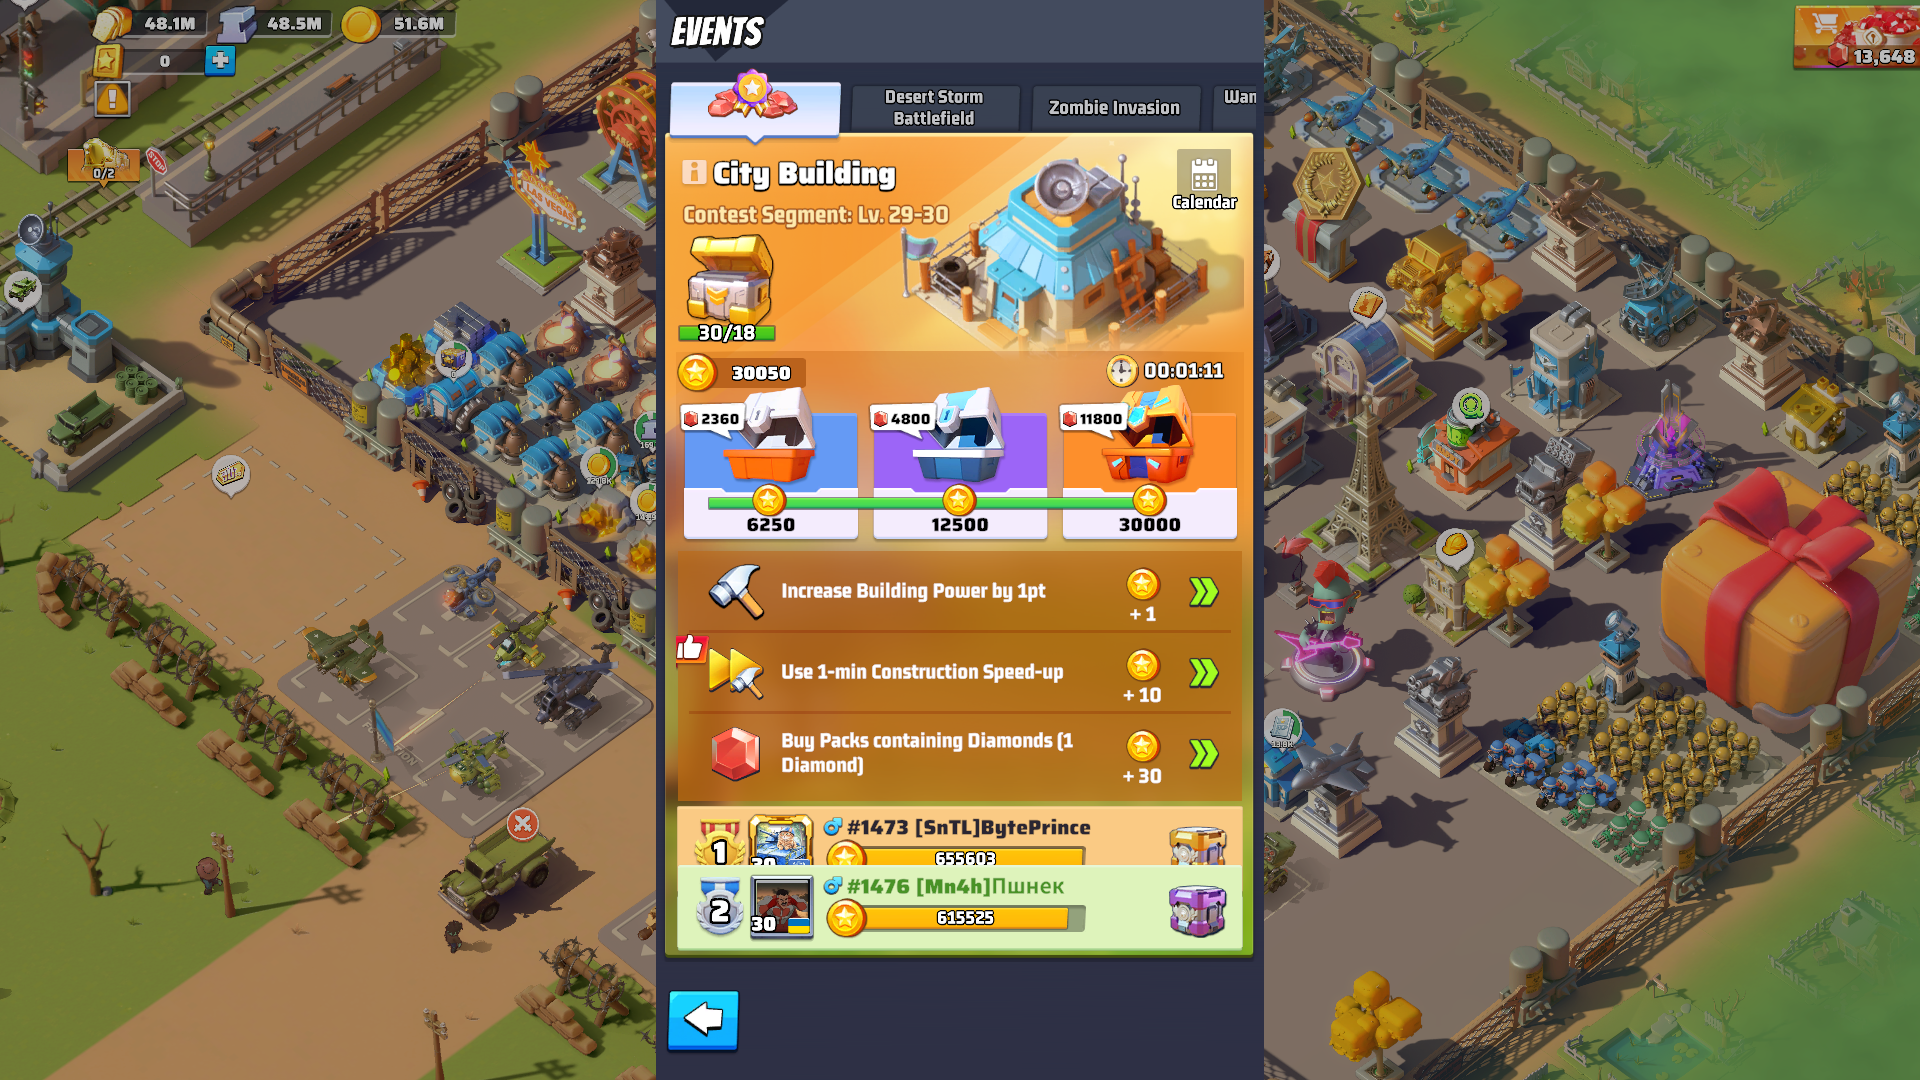 48.1M
48.5M
51.6M
0
0/2
STOP
EVENTS
13,648
Desert Storm
Battlefield
Zombie Invasion
Wan
City Building
Contest Segment: Lv. 29-30
Calendar
30/18
30050
00:01:11
2360
4800
11800
6250
12500
30000
Increase Building Power by 1pt
+ 1
Use 1-min Construction Speed-up
+ 10
Buy Packs containing Diamonds (1
Diamond)
+ 30
1
30
#1473 [SnTL]BytePrince
655603
2
30
#1476 [Mn4h]Пшнек
615525